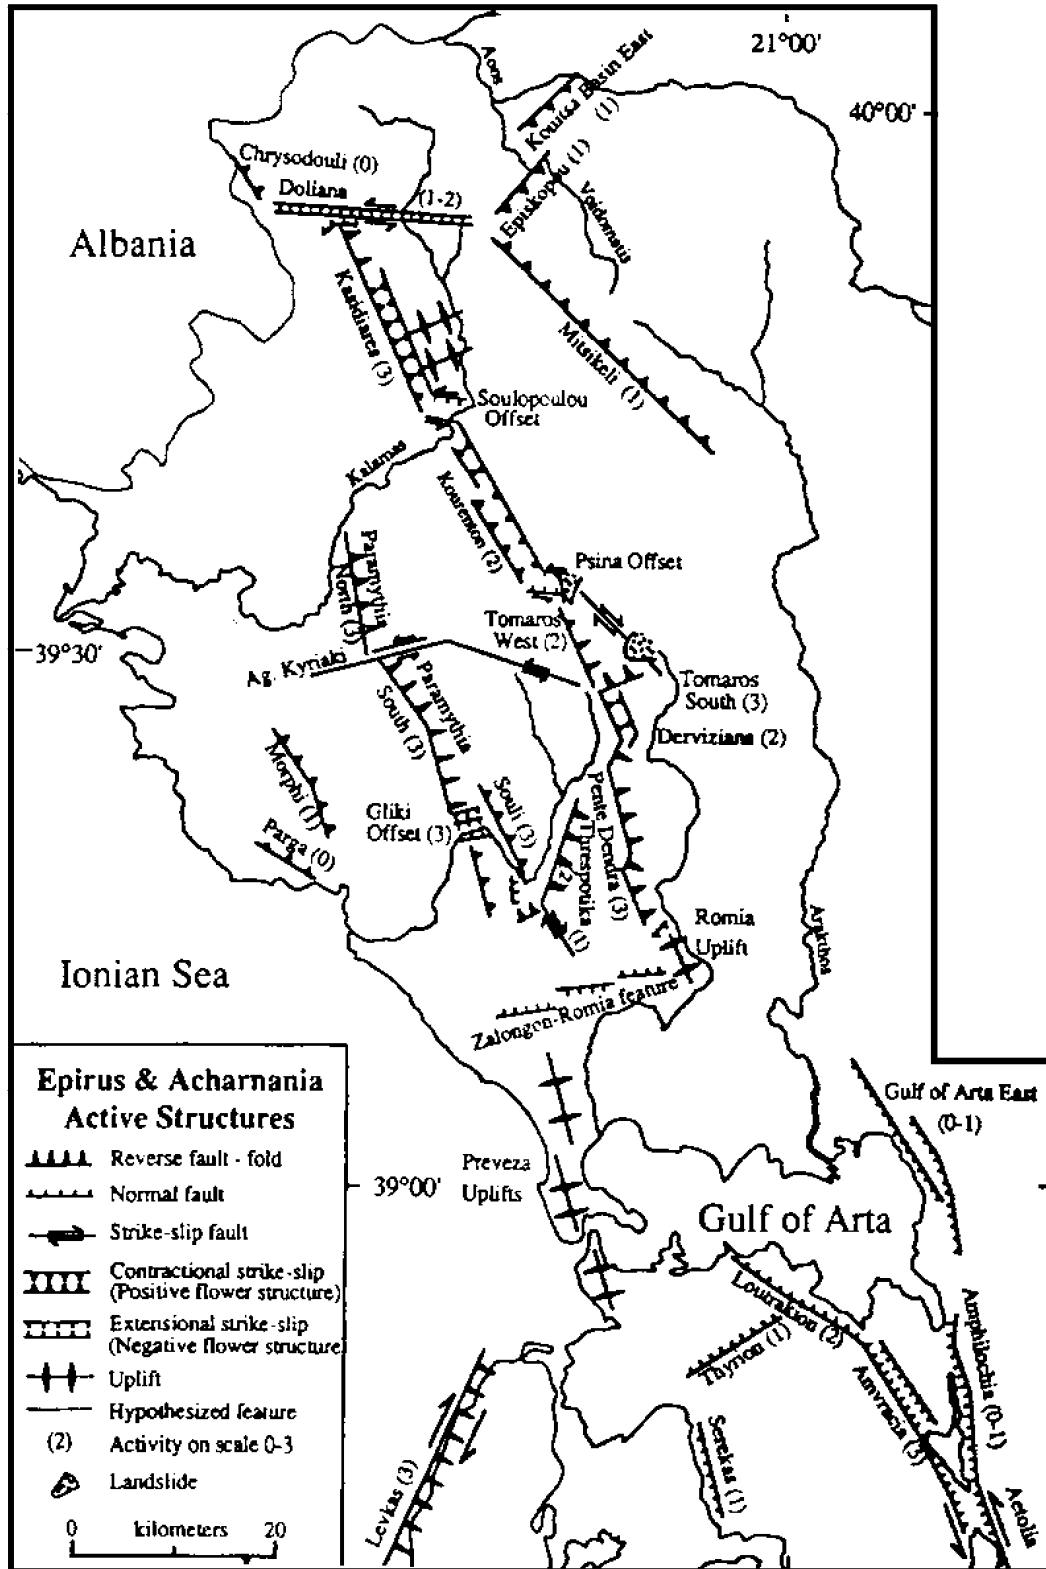 21°00'
40°00'
Aoos
Konitsa Basin East
(1)
Chrysodouli (0)
Doliana
(1-2)
Episkopou (1)
Voidomatis
Albania
Karidiares (3)
Mitsikeli (1)
Soulopoulou
Offset
Kalamas
Kourenton (2)
Paramythia
North (3)
Psina Offset
Tomaros
West (2)
39°30'
Ag. Kyriaki
Paramythia
South (3)
Tomaros
South (3)
Derviziana (2)
Morphi (1)
Parga (0)
Gliki
Offset (3)
Souli (3)
Pente Dendra (3)
Threspotika
(2)
(1)
Romia
Uplift
Arakthos
Ionian Sea
Zalongon-Romia feature
Gulf of Arta East
(0-1)
Preveza
Uplifts
39°00'
Gulf of Arta
Loutrakion (2)
Thyrion (1)
Amvracia (3)
Amphilochia (0-1)
Serekas (1)
Levkas (3)
Aetolia
Epirus & Acharnania
Active Structures
Reverse fault - fold
Normal fault
Strike-slip fault
Contractional strike-slip
(Positive flower structure)
Extensional strike-slip
(Negative flower structure
Uplift
Hypothesized feature
(2) Activity on scale 0-3
Landslide
0 kilometers 20